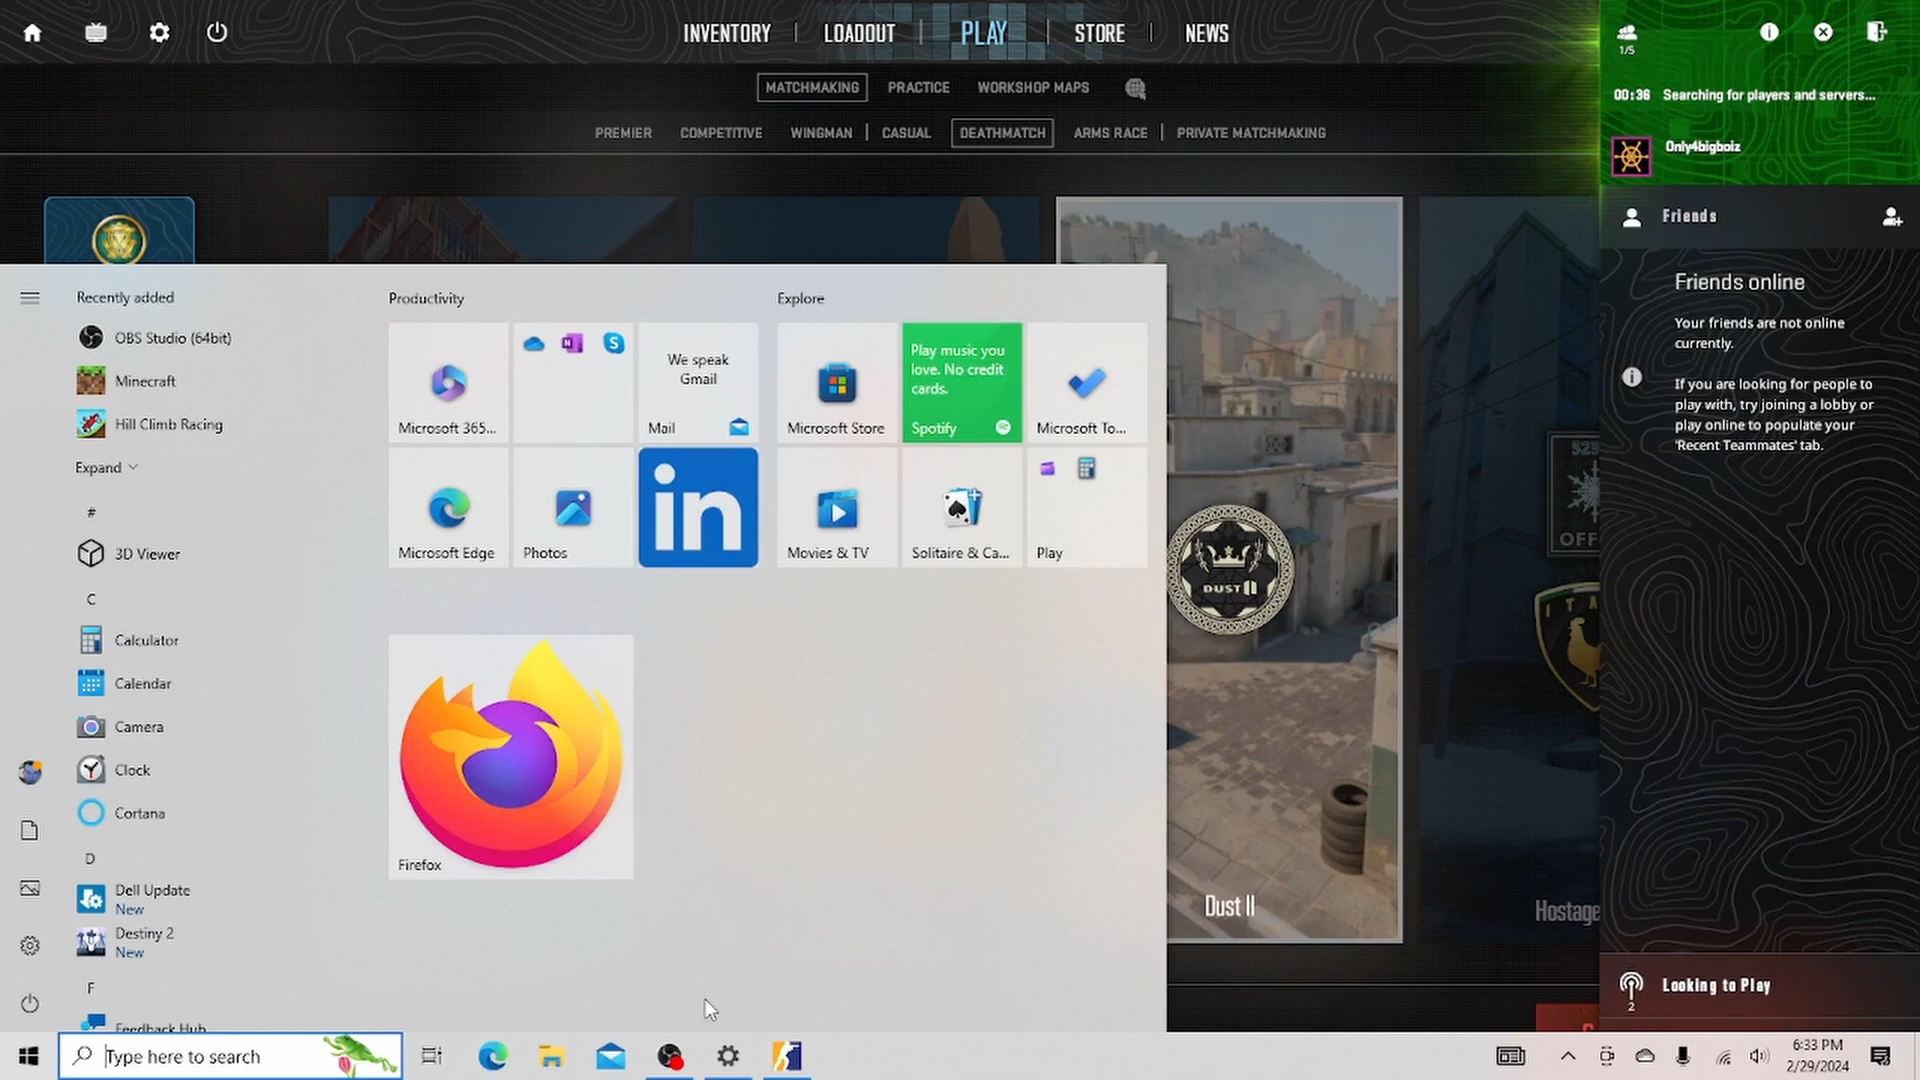 INVENTORY
LOADOUT
PLAY
STORE
NEWS
MATCHMAKING
PRACTICE
WORKSHOP MAPS
PREMIER
COMPETITIVE
WINGMAN
CASUAL
DEATHMATCH
ARMS RACE
PRIVATE MATCHMAKING
1/5
00:36 Searching for players and servers...
Only4bigboiz
Friends
Friends online
Your friends are not online
currently.
If you are looking for people to
play with, try joining a lobby or
play online to populate your
'Recent Teammates' tab.
Looking to Play
2
Recently added
OBS Studio (64bit)
Minecraft
Hill Climb Racing
Expand
#
3D Viewer
C
Calculator
Calendar
Camera
Clock
Cortana
D
Dell Update
New
Destiny 2
New
F
Feedback Hub
Productivity
Microsoft 365...
We speak
Gmail
Mail
Microsoft Edge
Photos
in
Firefox
Explore
Microsoft Store
Play music you
love. No credit
cards.
Spotify
Microsoft To...
Movies & TV
Solitaire & Ca...
Play
DUST II
Dust II
OFF
ITA
Hostage
Type here to search
6:33 PM
2/29/2024